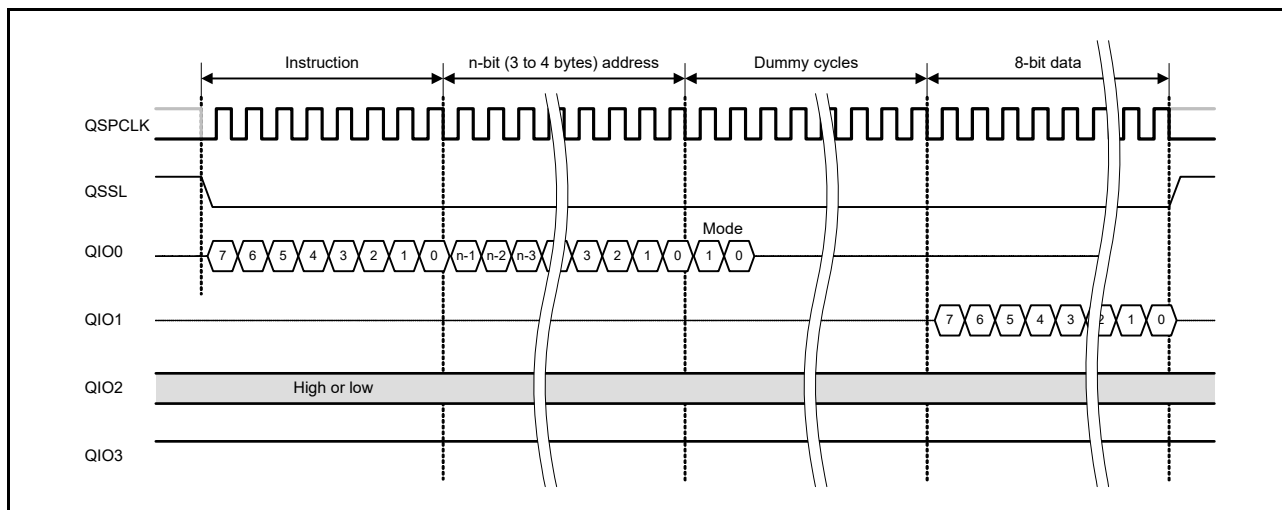 Instruction n-bit (3 to 4 bytes) address Dummy cycles 8-bit data
QSPCLK
QSSL
Mode
QIO0 7 6 5 4 3 2 1 0 n-1 n-2 n-3 3 2 1 0 1 0
QIO1 7 6 5 4 3 2 1 0
QIO2 High or low
QIO3